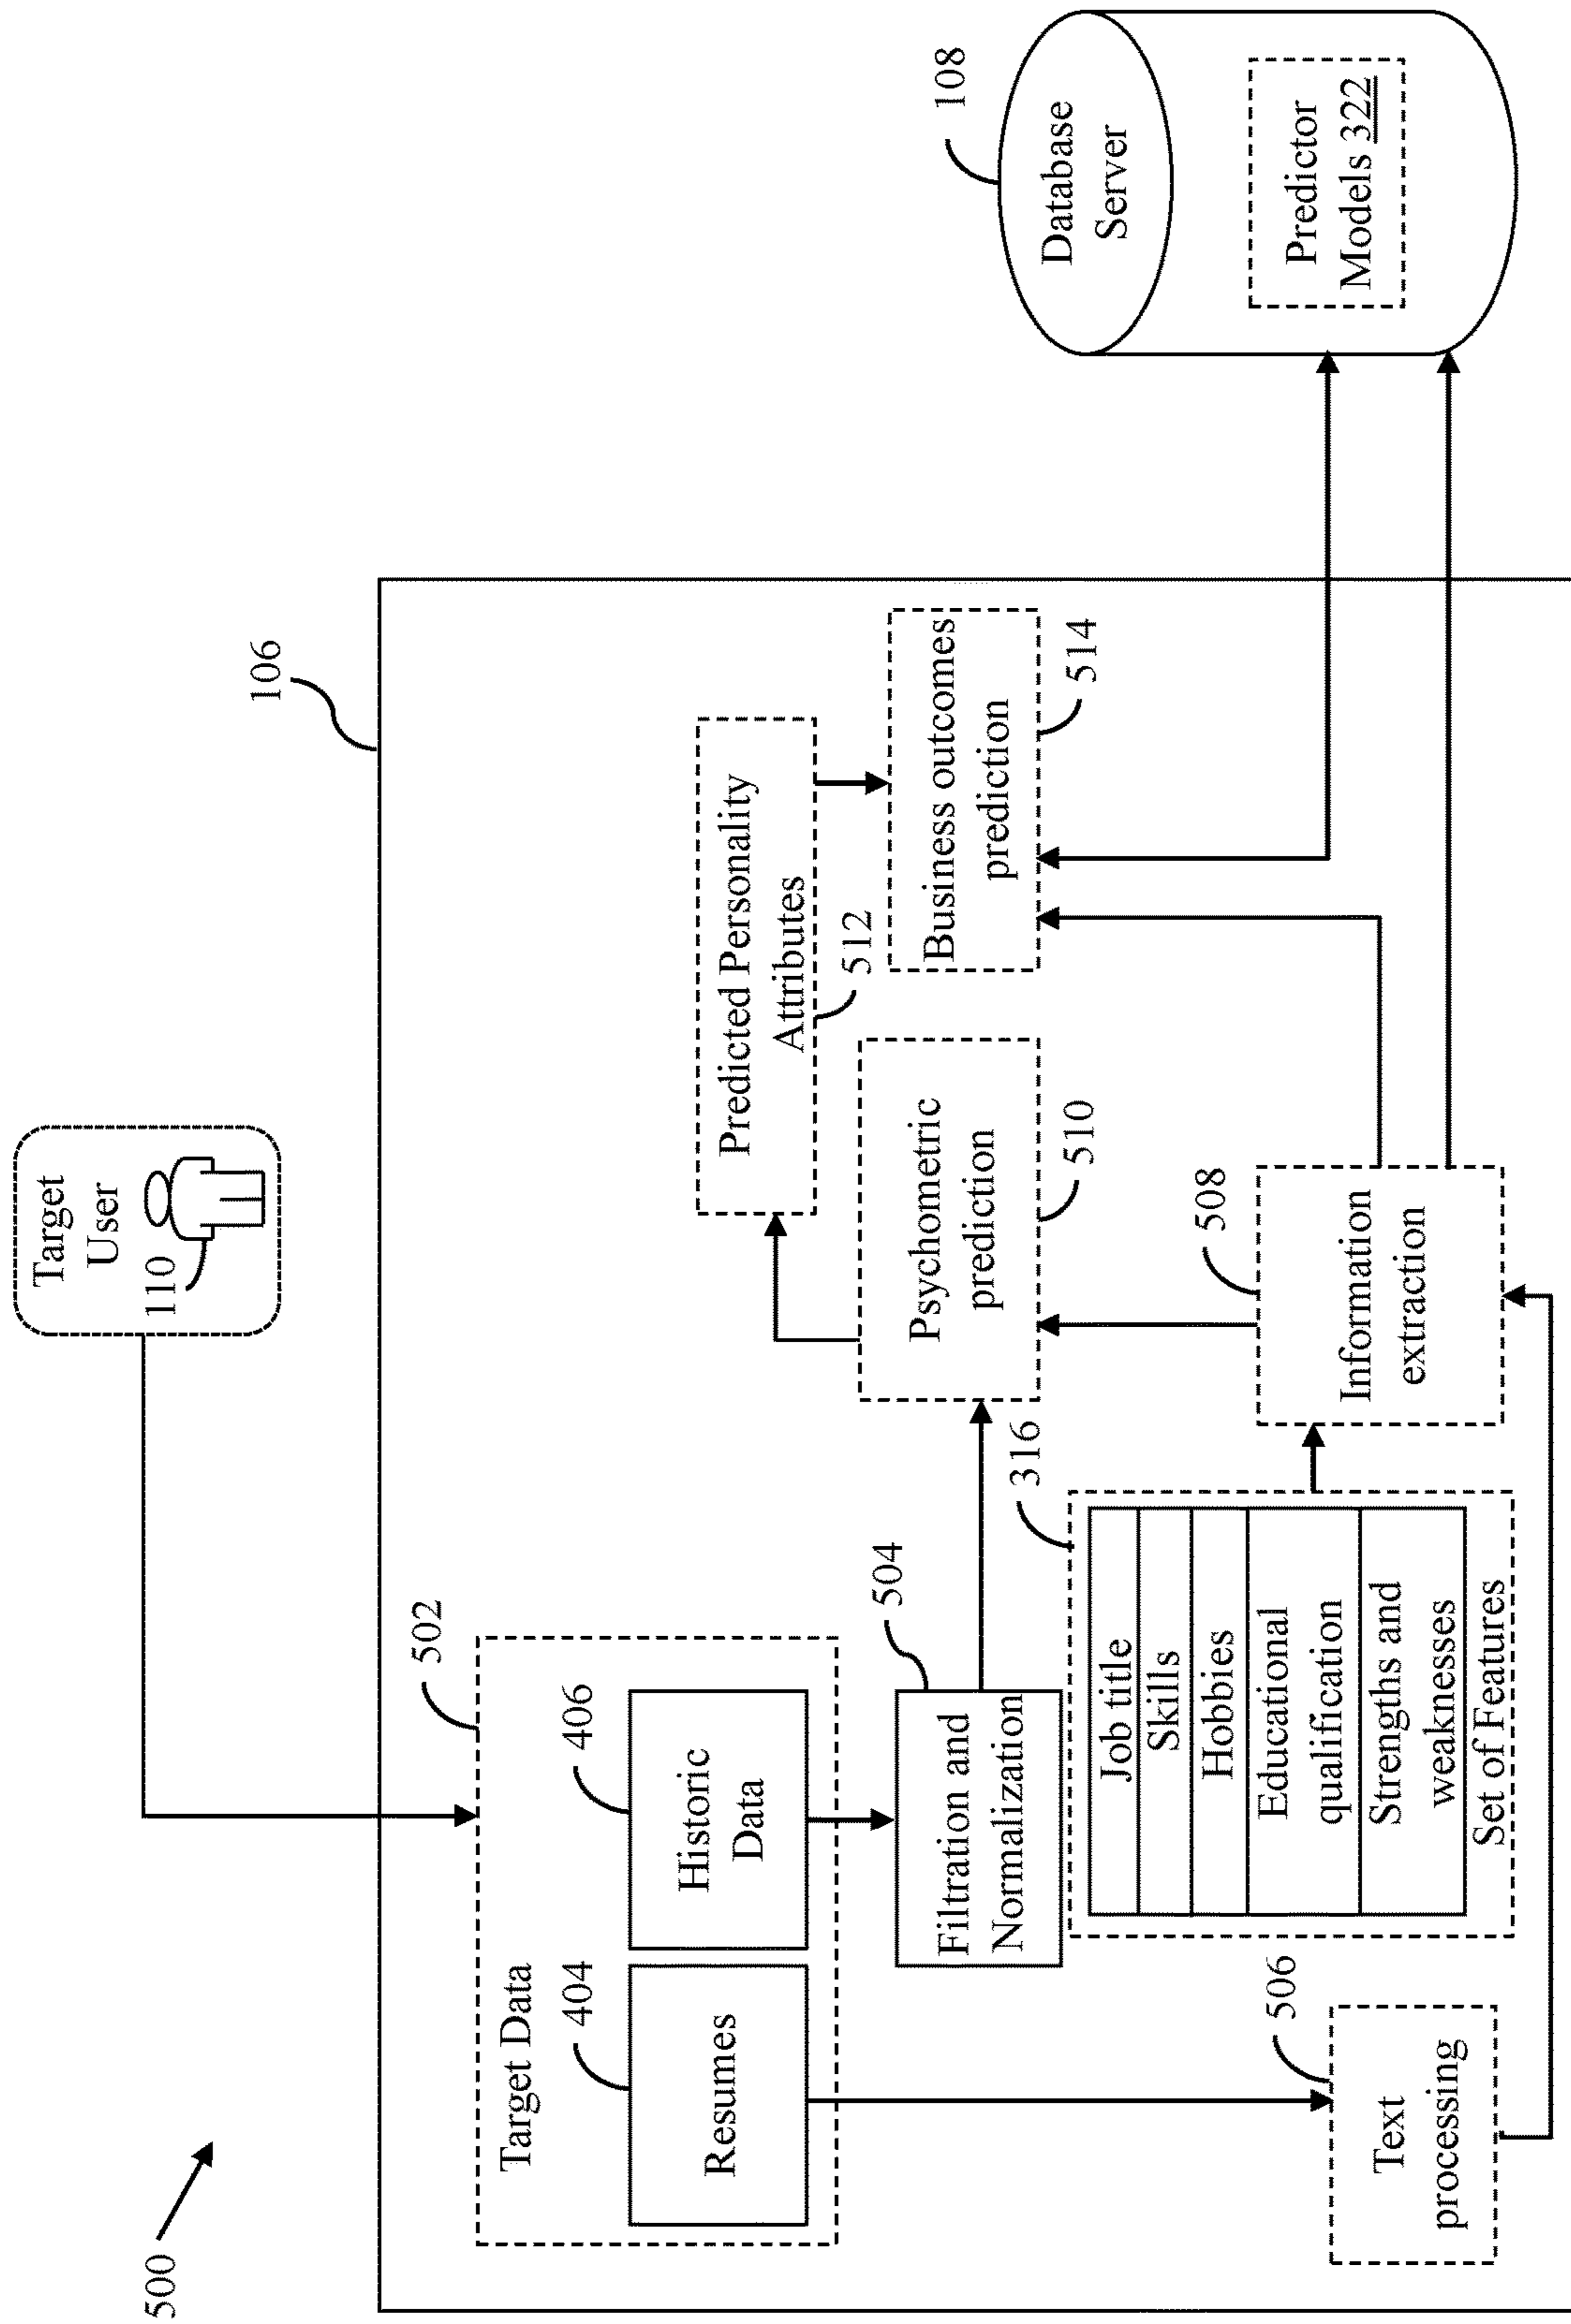 500
Target
User
110
106
502
Target Data
404
Resumes
406
Historic
Data
504
Filtration and
Normalization
506
Text
processing
316
Job title
Skills
Hobbies
Educational
qualification
Strengths and
weaknesses
Set of Features
508
Information
extraction
Psychometric
prediction
510
Predicted Personality
Attributes
512
Business outcomes
prediction
514
108
Database
Server
Predictor
Models 322